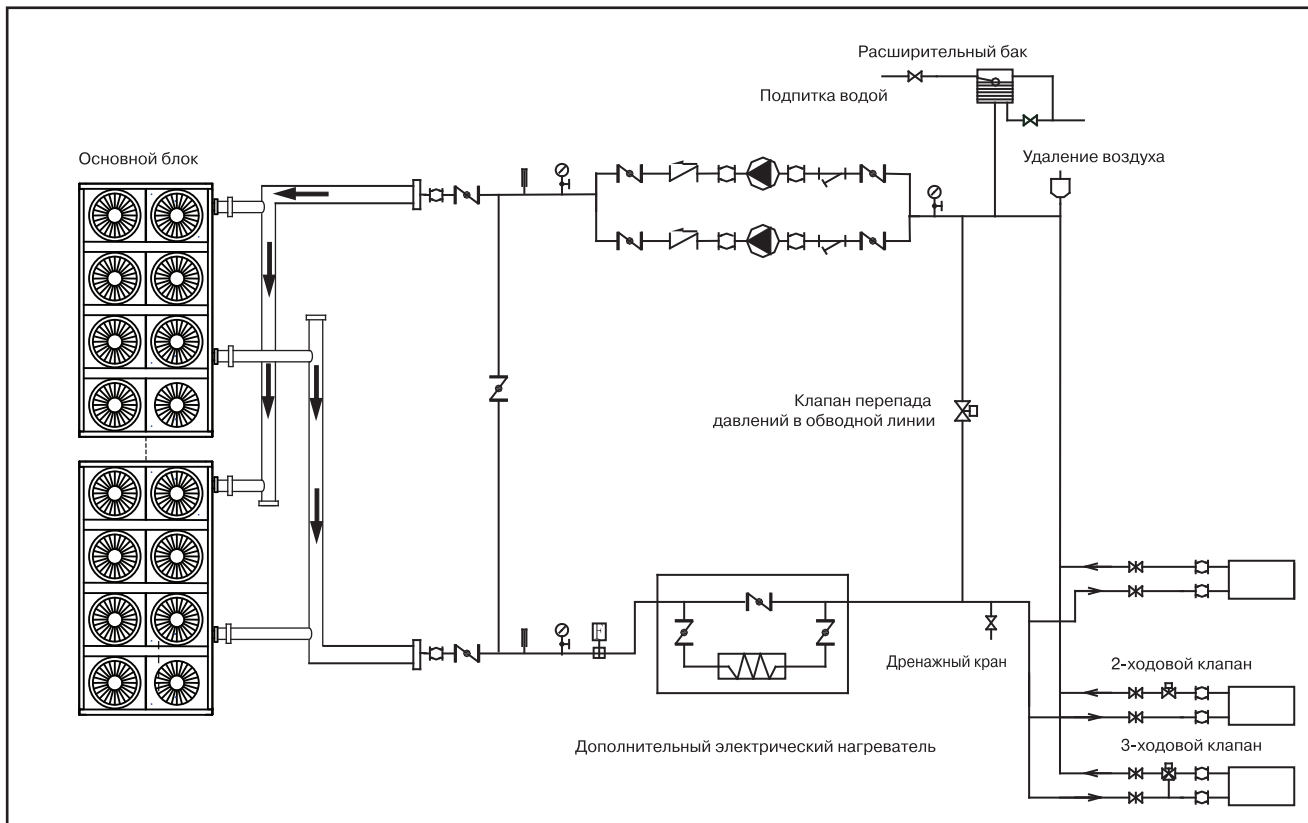 Расширительный бак
Подпитка водой
Основной блок
Удаление воздуха
Клапан перепада
давлений в обводной линии
Дренажный кран
2-ходовой клапан
Дополнительный электрический нагреватель
3-ходовой клапан